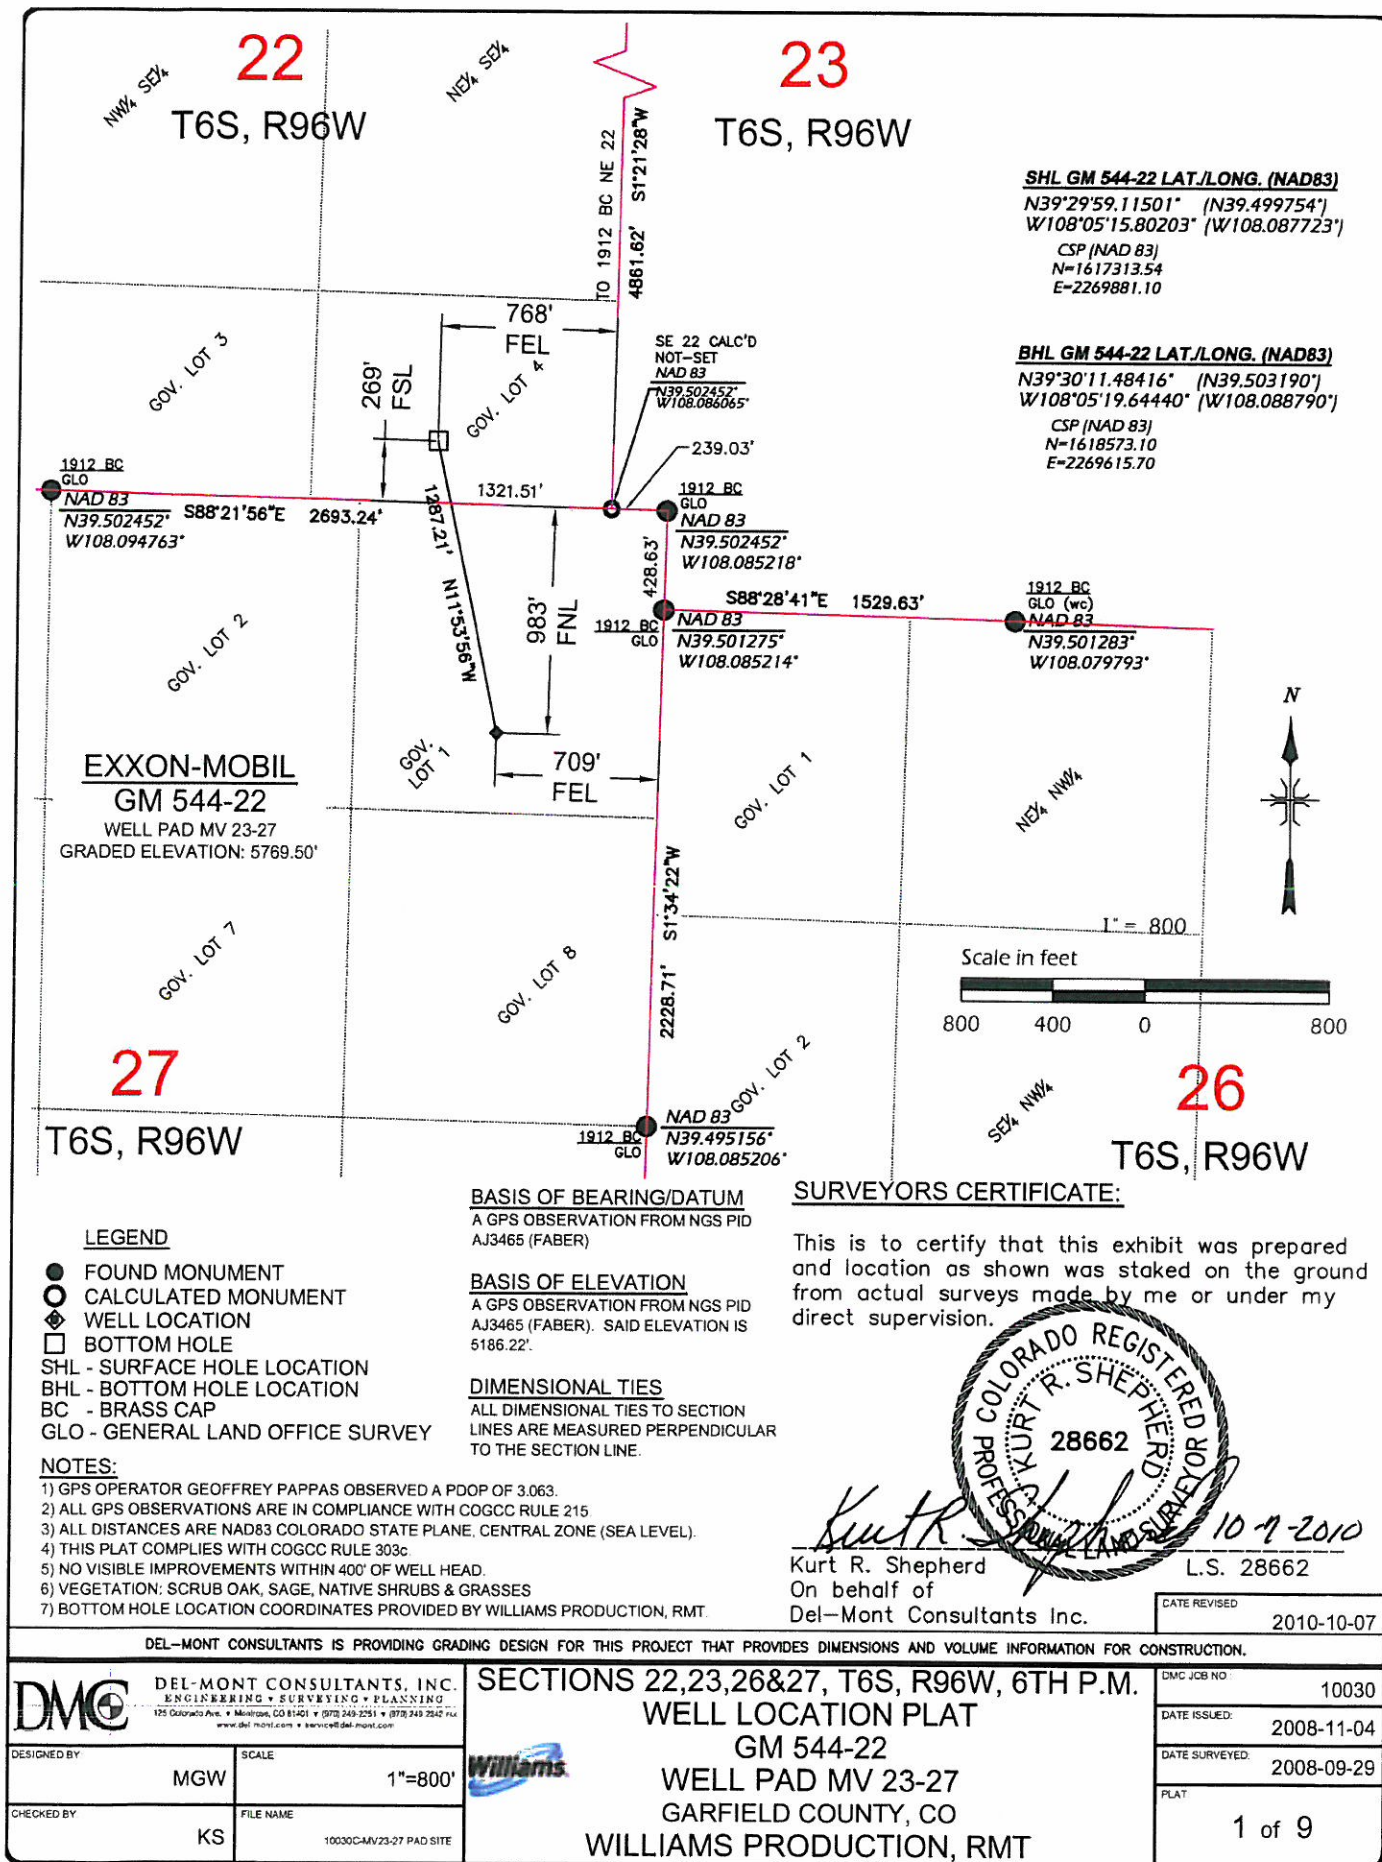 22
T6S, R96W
NW¼ SE¼
NE¼ SE¼
23
T6S, R96W
TO 1912 BC NE 22
4861.62' S1°21'28"W
SHL GM 544-22 LAT./LONG. (NAD83)
N39°29'59.11501" (N39.499754°)
W108°05'15.80203" (W108.087723°)
CSP (NAD 83)
N=1617313.54
E=2269881.10
BHL GM 544-22 LAT./LONG. (NAD83)
N39°30'11.48416" (N39.503190°)
W108°05'19.64440" (W108.088790°)
CSP (NAD 83)
N=1618573.10
E=2269615.70
768'
FEL
269'
FSL
GOV. LOT 3
GOV. LOT 4
SE 22 CALC'D
NOT-SET
NAD 83
N39.502452°
W108.086065°
239.03'
1912 BC
GLO
NAD 83
N39.502452°
W108.094763°
S88°21'56"E 2693.24'
1321.51'
1912 BC
GLO
NAD 83
N39.502452°
W108.085218°
1287.21' N11°53'56"W
983'
FNL
428.63'
S88°28'41"E 1529.63'
1912 BC
GLO
NAD 83
N39.501275°
W108.085214°
1912 BC
GLO (wc)
NAD 83
N39.501283°
W108.079793°
GOV. LOT 2
GOV.
LOT 1
709'
FEL
GOV. LOT 1
NE¼ NW¼
N
EXXON-MOBIL
GM 544-22
WELL PAD MV 23-27
GRADED ELEVATION: 5769.50'
GOV. LOT 7
GOV. LOT 8
2228.71' S1°34'22"W
1" = 800
Scale in feet
800 400 0 800
27
T6S, R96W
GOV. LOT 2
SE¼ NW¼
26
T6S, R96W
1912 BC
GLO
NAD 83
N39.495156°
W108.085206°
LEGEND
FOUND MONUMENT
CALCULATED MONUMENT
WELL LOCATION
BOTTOM HOLE
SHL - SURFACE HOLE LOCATION
BHL - BOTTOM HOLE LOCATION
BC - BRASS CAP
GLO - GENERAL LAND OFFICE SURVEY
BASIS OF BEARING/DATUM
A GPS OBSERVATION FROM NGS PID
AJ3465 (FABER)
BASIS OF ELEVATION
A GPS OBSERVATION FROM NGS PID
AJ3465 (FABER). SAID ELEVATION IS
5186.22'.
DIMENSIONAL TIES
ALL DIMENSIONAL TIES TO SECTION
LINES ARE MEASURED PERPENDICULAR
TO THE SECTION LINE.
SURVEYORS CERTIFICATE:
This is to certify that this exhibit was prepared
and location as shown was staked on the ground
from actual surveys made by me or under my
direct supervision.
COLORADO REGISTERED
PROFESSIONAL LAND SURVEYOR
KURT R. SHEPHERD
28662
Kurt R. Shepherd 10-7-2010
Kurt R. Shepherd L.S. 28662
On behalf of
Del-Mont Consultants Inc.
NOTES:
1) GPS OPERATOR GEOFFREY PAPPAS OBSERVED A PDOP OF 3.063.
2) ALL GPS OBSERVATIONS ARE IN COMPLIANCE WITH COGCC RULE 215.
3) ALL DISTANCES ARE NAD83 COLORADO STATE PLANE, CENTRAL ZONE (SEA LEVEL).
4) THIS PLAT COMPLIES WITH COGCC RULE 303c.
5) NO VISIBLE IMPROVEMENTS WITHIN 400' OF WELL HEAD.
6) VEGETATION: SCRUB OAK, SAGE, NATIVE SHRUBS & GRASSES
7) BOTTOM HOLE LOCATION COORDINATES PROVIDED BY WILLIAMS PRODUCTION, RMT.
DATE REVISED
2010-10-07
DEL-MONT CONSULTANTS IS PROVIDING GRADING DESIGN FOR THIS PROJECT THAT PROVIDES DIMENSIONS AND VOLUME INFORMATION FOR CONSTRUCTION.
DMC
DEL-MONT CONSULTANTS, INC.
ENGINEERING ▾ SURVEYING ▾ PLANNING
125 Colorado Ave. ▾ Montrose, CO 81401 ▾ (970) 249-2251 ▾ (970) 249-2342 FAX
www.del-mont.com ▾ service@del-mont.com
DESIGNED BY
MGW
SCALE
1"=800'
CHECKED BY
KS
FILE NAME
10030C-MV23-27 PAD SITE
Williams
SECTIONS 22,23,26&27, T6S, R96W, 6TH P.M.
WELL LOCATION PLAT
GM 544-22
WELL PAD MV 23-27
GARFIELD COUNTY, CO
WILLIAMS PRODUCTION, RMT
DMC JOB NO
10030
DATE ISSUED:
2008-11-04
DATE SURVEYED:
2008-09-29
PLAT
1 of 9